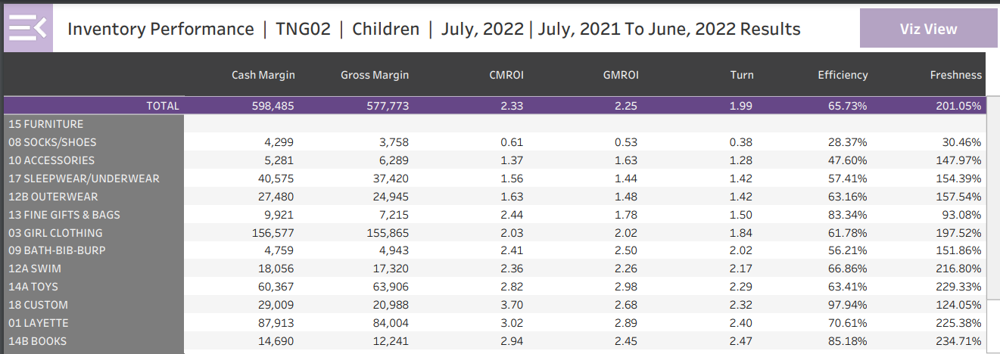 Inventory Performance | TNG02 | Children | July, 2022 | July, 2021 To June, 2022 Results
Viz View
Cash Margin Gross Margin CMROI GMROI Turn Efficiency Freshness
TOTAL 598,485 577,773 2.33 2.25 1.99 65.73% 201.05%
15 FURNITURE
08 SOCKS/SHOES 4,299 3,758 0.61 0.53 0.38 28.37% 30.46%
10 ACCESSORIES 5,281 6,289 1.37 1.63 1.28 47.60% 147.97%
17 SLEEPWEAR/UNDERWEAR 40,575 37,420 1.56 1.44 1.42 57.41% 154.39%
12B OUTERWEAR 27,480 24,945 1.63 1.48 1.42 63.16% 157.54%
13 FINE GIFTS & BAGS 9,921 7,215 2.44 1.78 1.50 83.34% 93.08%
03 GIRL CLOTHING 156,577 155,865 2.03 2.02 1.84 61.78% 197.52%
09 BATH-BIB-BURP 4,759 4,943 2.41 2.50 2.02 56.21% 151.86%
12A SWIM 18,056 17,320 2.36 2.26 2.17 66.86% 216.80%
14A TOYS 60,367 63,906 2.82 2.98 2.29 63.41% 229.33%
18 CUSTOM 29,009 20,988 3.70 2.68 2.32 97.94% 124.05%
01 LAYETTE 87,913 84,004 3.02 2.89 2.40 70.61% 225.38%
14B BOOKS 14,690 12,241 2.94 2.45 2.47 85.18% 234.71%